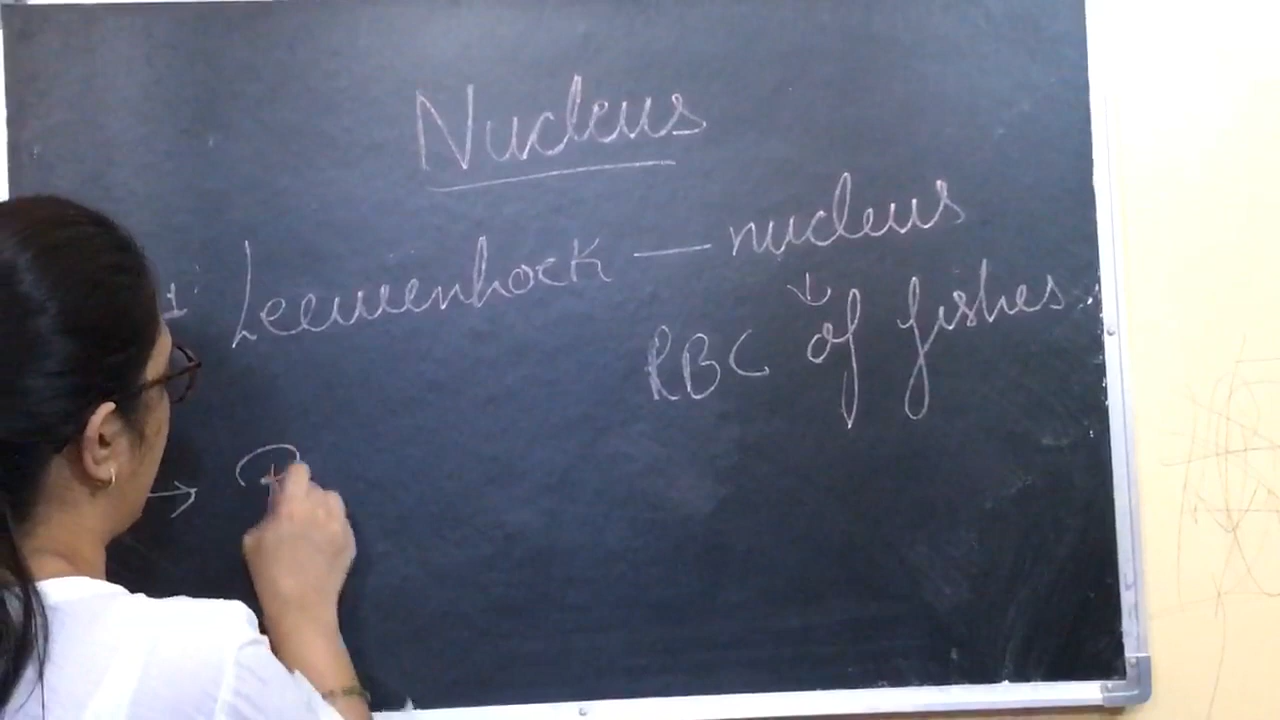 Nucleus
1 Leeuwenhoek — nucleus
↓
RBC of fishes
→